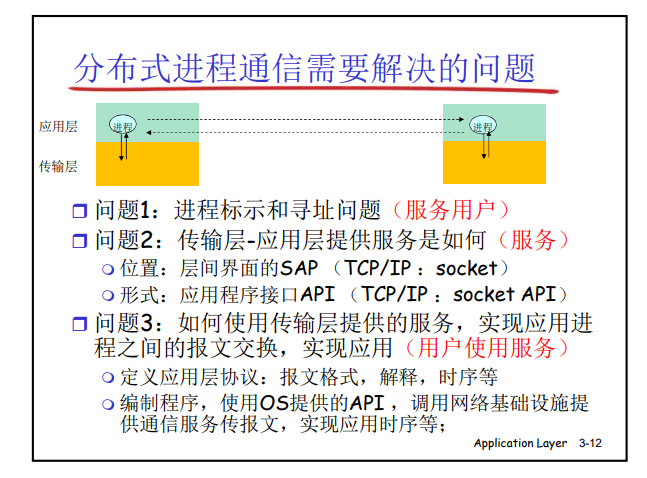 分布式进程通信需要解决的问题
应用层
进程
进程
传输层
问题1：进程标示和寻址问题（服务用户）
问题2：传输层-应用层提供服务是如何（服务）
位置：层间界面的SAP （TCP/IP ：socket）
形式：应用程序接口API （TCP/IP ：socket API）
问题3：如何使用传输层提供的服务，实现应用进
程之间的报文交换，实现应用（用户使用服务）
定义应用层协议：报文格式，解释，时序等
编制程序，使用OS提供的API ，调用网络基础设施提
供通信服务传报文，实现应用时序等；
Application Layer 3-12